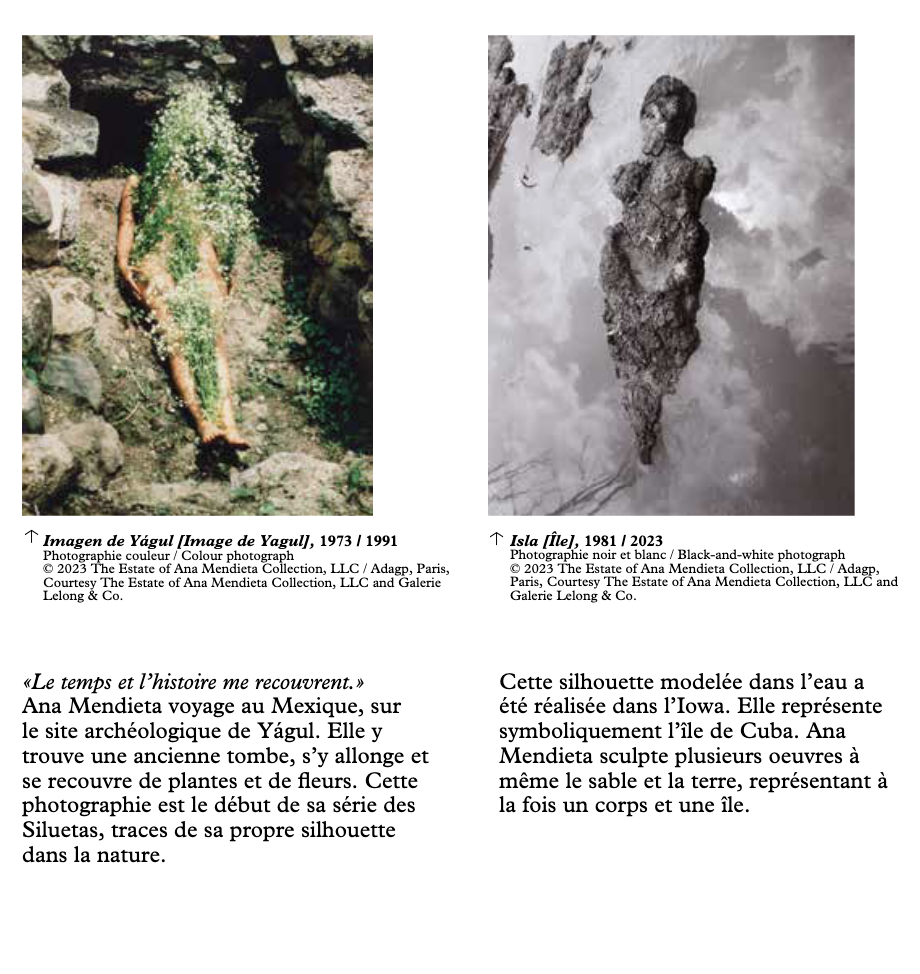 ↑ Imagen de Yágul [Image de Yagul], 1973 / 1991
Photographie couleur / Colour photograph
© 2023 The Estate of Ana Mendieta Collection, LLC / Adagp, Paris,
Courtesy The Estate of Ana Mendieta Collection, LLC and Galerie
Lelong & Co.
↑ Isla [Île], 1981 / 2023
Photographie noir et blanc / Black-and-white photograph
© 2023 The Estate of Ana Mendieta Collection, LLC / Adagp,
Paris, Courtesy The Estate of Ana Mendieta Collection, LLC and
Galerie Lelong & Co.
«Le temps et l’histoire me recouvrent.»
Ana Mendieta voyage au Mexique, sur
le site archéologique de Yágul. Elle y
trouve une ancienne tombe, s’y allonge et
se recouvre de plantes et de fleurs. Cette
photographie est le début de sa série des
Siluetas, traces de sa propre silhouette
dans la nature.
Cette silhouette modelée dans l’eau a
été réalisée dans l’Iowa. Elle représente
symboliquement l’île de Cuba. Ana
Mendieta sculpte plusieurs oeuvres à
même le sable et la terre, représentant à
la fois un corps et une île.